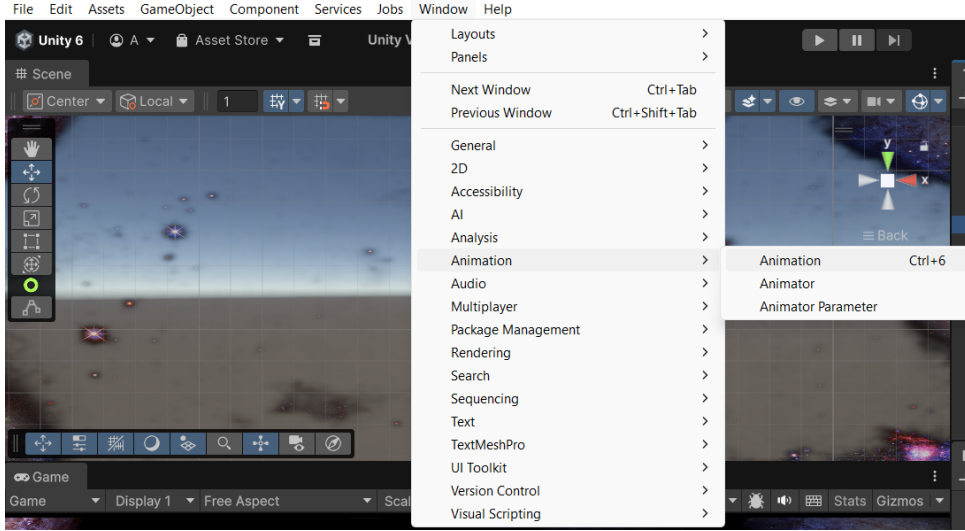 File Edit Assets GameObject Component Services Jobs Window Help
Unity 6 A Asset Store Unity V
# Scene
Center Local 1
Layouts
Panels
Next Window Ctrl+Tab
Previous Window Ctrl+Shift+Tab
General
2D
Accessibility
AI
Analysis
Animation
Audio
Multiplayer
Package Management
Rendering
Search
Sequencing
Text
TextMeshPro
UI Toolkit
Version Control
Visual Scripting
Animation Ctrl+6
Animator
Animator Parameter
y
x
Back
Game
Game Display 1 Free Aspect Scal
Stats Gizmos